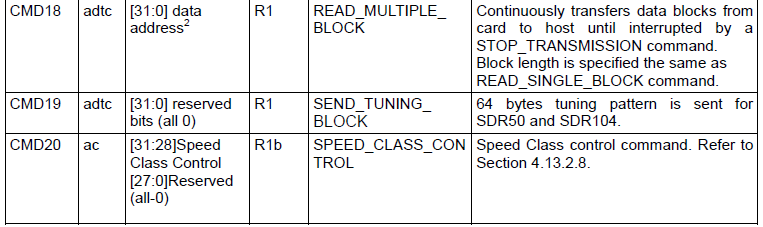 CMD18 adtc [31:0] data address2 R1 READ_MULTIPLE_ BLOCK Continuously transfers data blocks from
card to host until interrupted by a
STOP_TRANSMISSION command.
Block length is specified the same as
READ_SINGLE_BLOCK command.
CMD19 adtc [31:0] reserved bits (all 0) R1 SEND_TUNING_ BLOCK 64 bytes tuning pattern is sent for
SDR50 and SDR104.
CMD20 ac [31:28]Speed Class Control [27:0]Reserved (all-0) R1b SPEED_CLASS_CON TROL Speed Class control command. Refer to
Section 4.13.2.8.